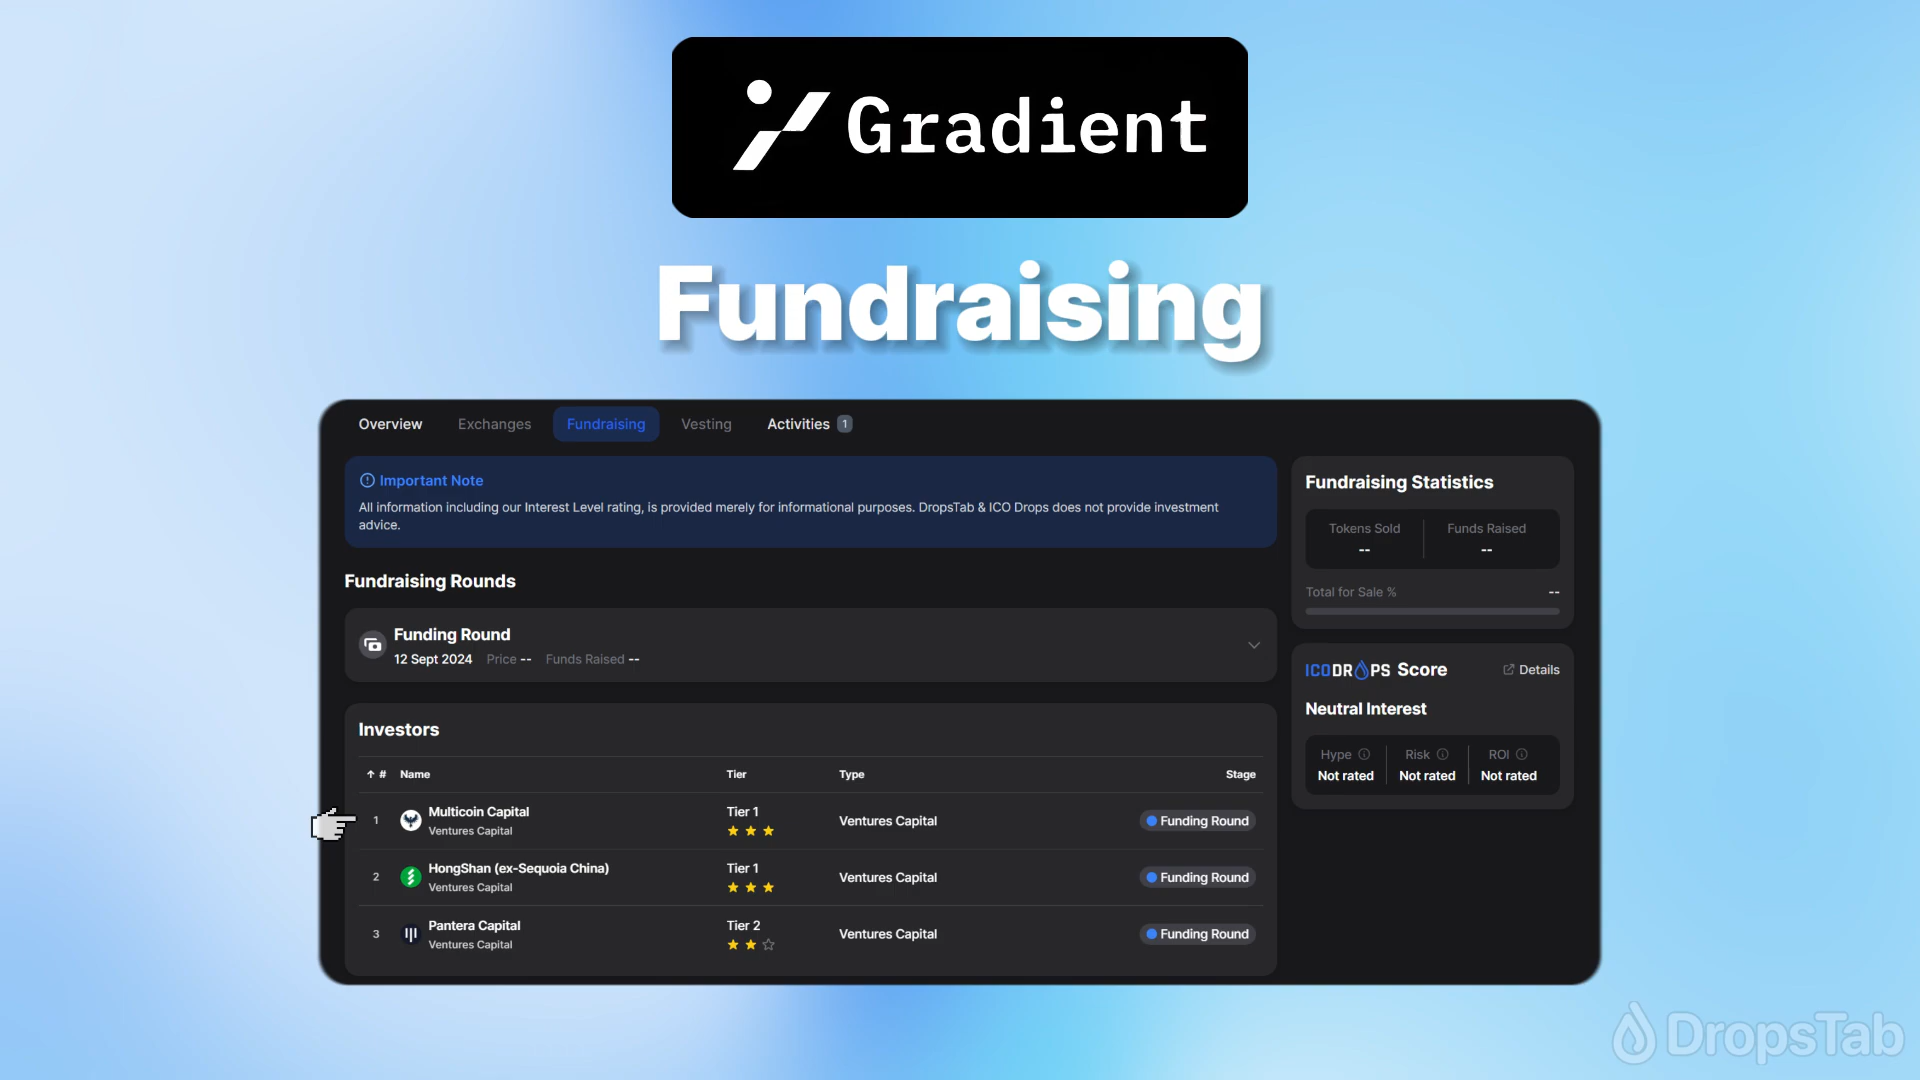 Gradient
Fundraising
Overview Exchanges Fundraising Vesting Activities 1
Important Note
All information including our Interest Level rating, is provided merely for informational purposes. DropsTab & ICO Drops does not provide investment
advice.
Fundraising Rounds
Funding Round
12 Sept 2024 Price -- Funds Raised --
Investors
↑ # Name Tier Type Stage
1 Multicoin Capital Tier 1 Ventures Capital Funding Round
Ventures Capital
2 HongShan (ex-Sequoia China) Tier 1 Ventures Capital Funding Round
Ventures Capital
3 Pantera Capital Tier 2 Ventures Capital Funding Round
Ventures Capital
Fundraising Statistics
Tokens Sold Funds Raised
-- --
Total for Sale % --
ICODROPS Score Details
Neutral Interest
Hype Risk ROI
Not rated Not rated Not rated
DropsTab